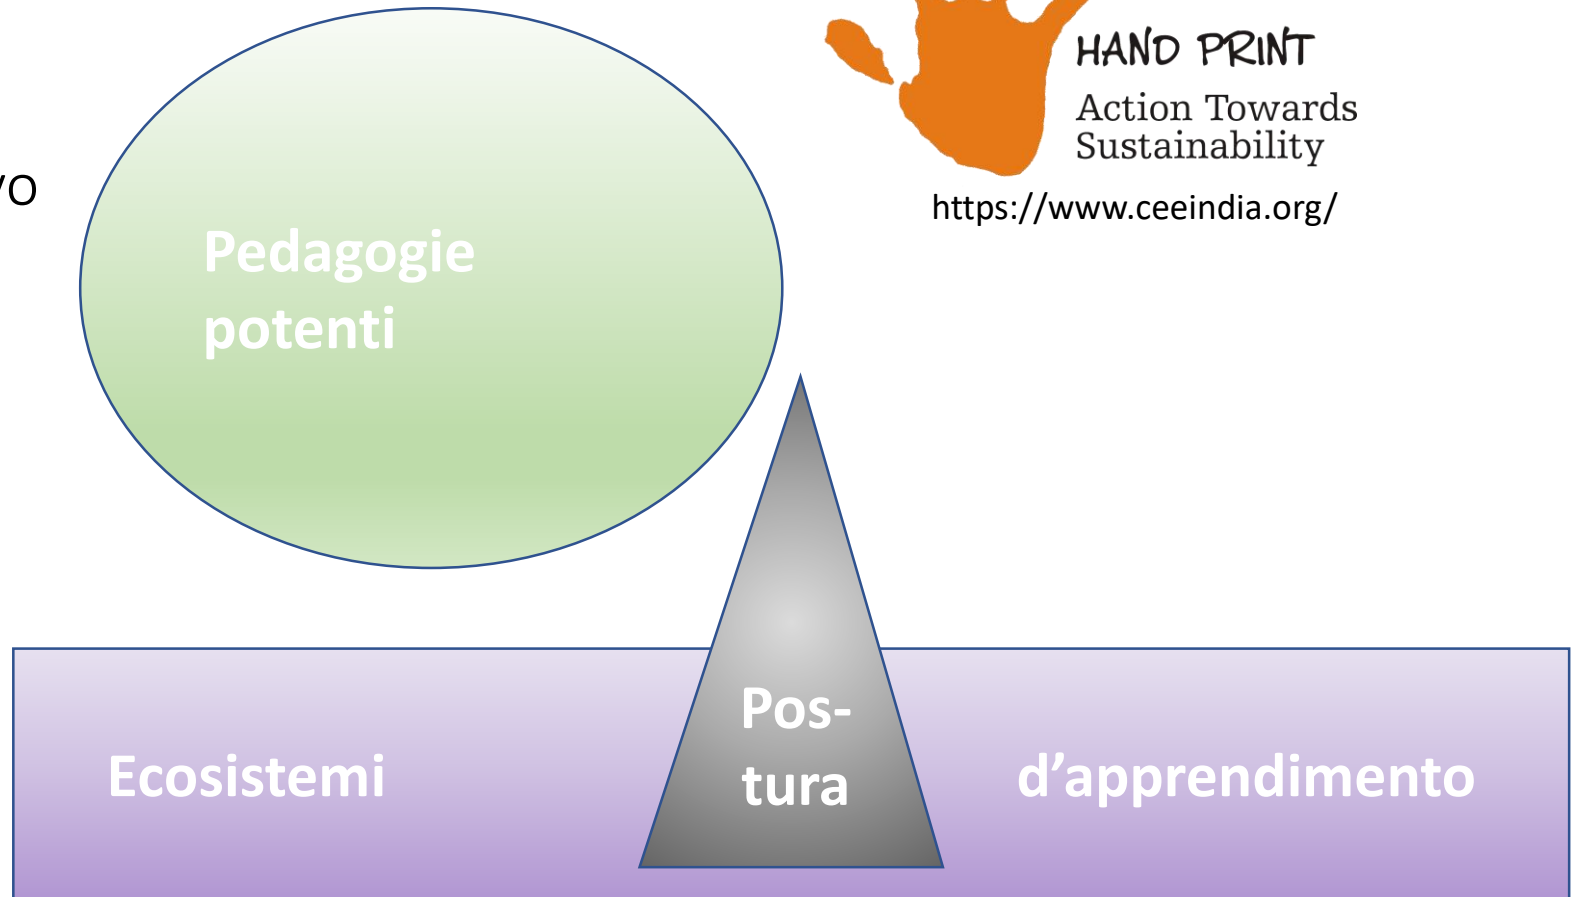 HAND PRINT
Action Towards
Sustainability
https://www.ceeindia.org/
Pedagogie
potenti
Pos-
tura
Ecosistemi
d’apprendimento